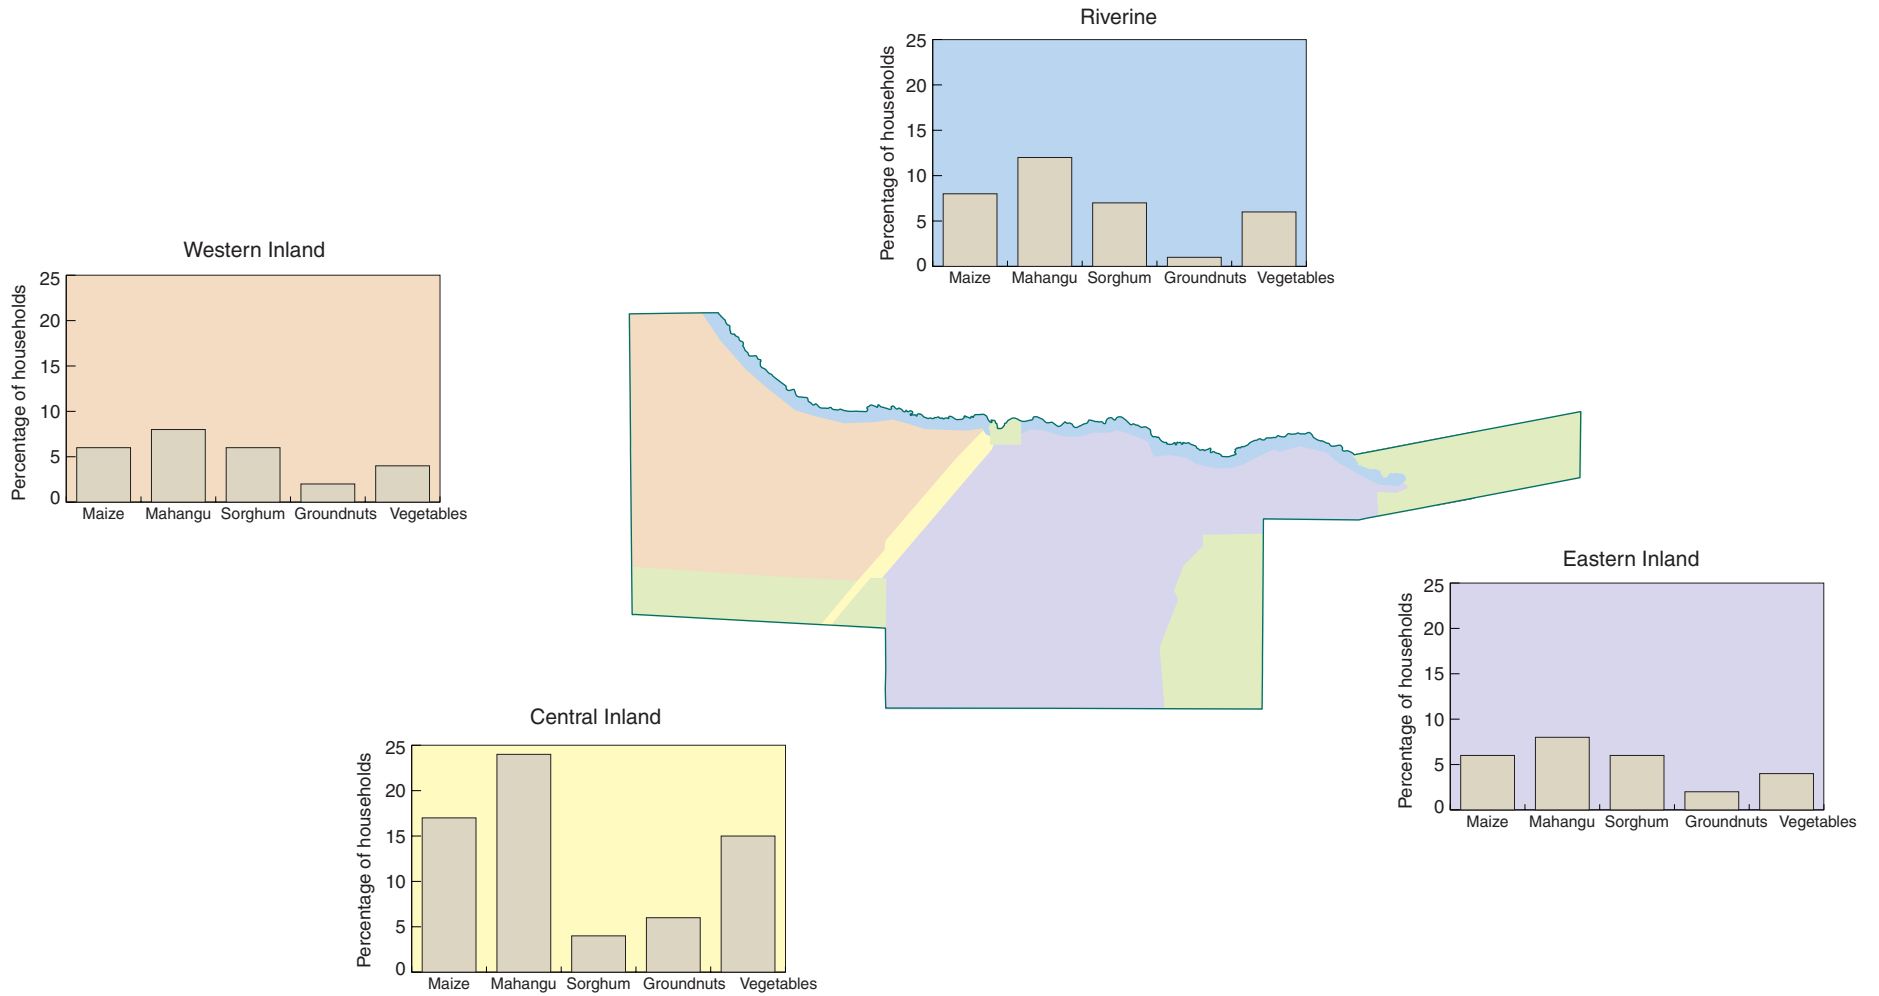 Riverine
Percentage of households
25
20
15
10
5
0
Maize Mahangu Sorghum Groundnuts Vegetables
Western Inland
Percentage of households
25
20
15
10
5
0
Maize Mahangu Sorghum Groundnuts Vegetables
Eastern Inland
Percentage of households
25
20
15
10
5
0
Maize Mahangu Sorghum Groundnuts Vegetables
Central Inland
Percentage of households
25
20
15
10
5
0
Maize Mahangu Sorghum Groundnuts Vegetables